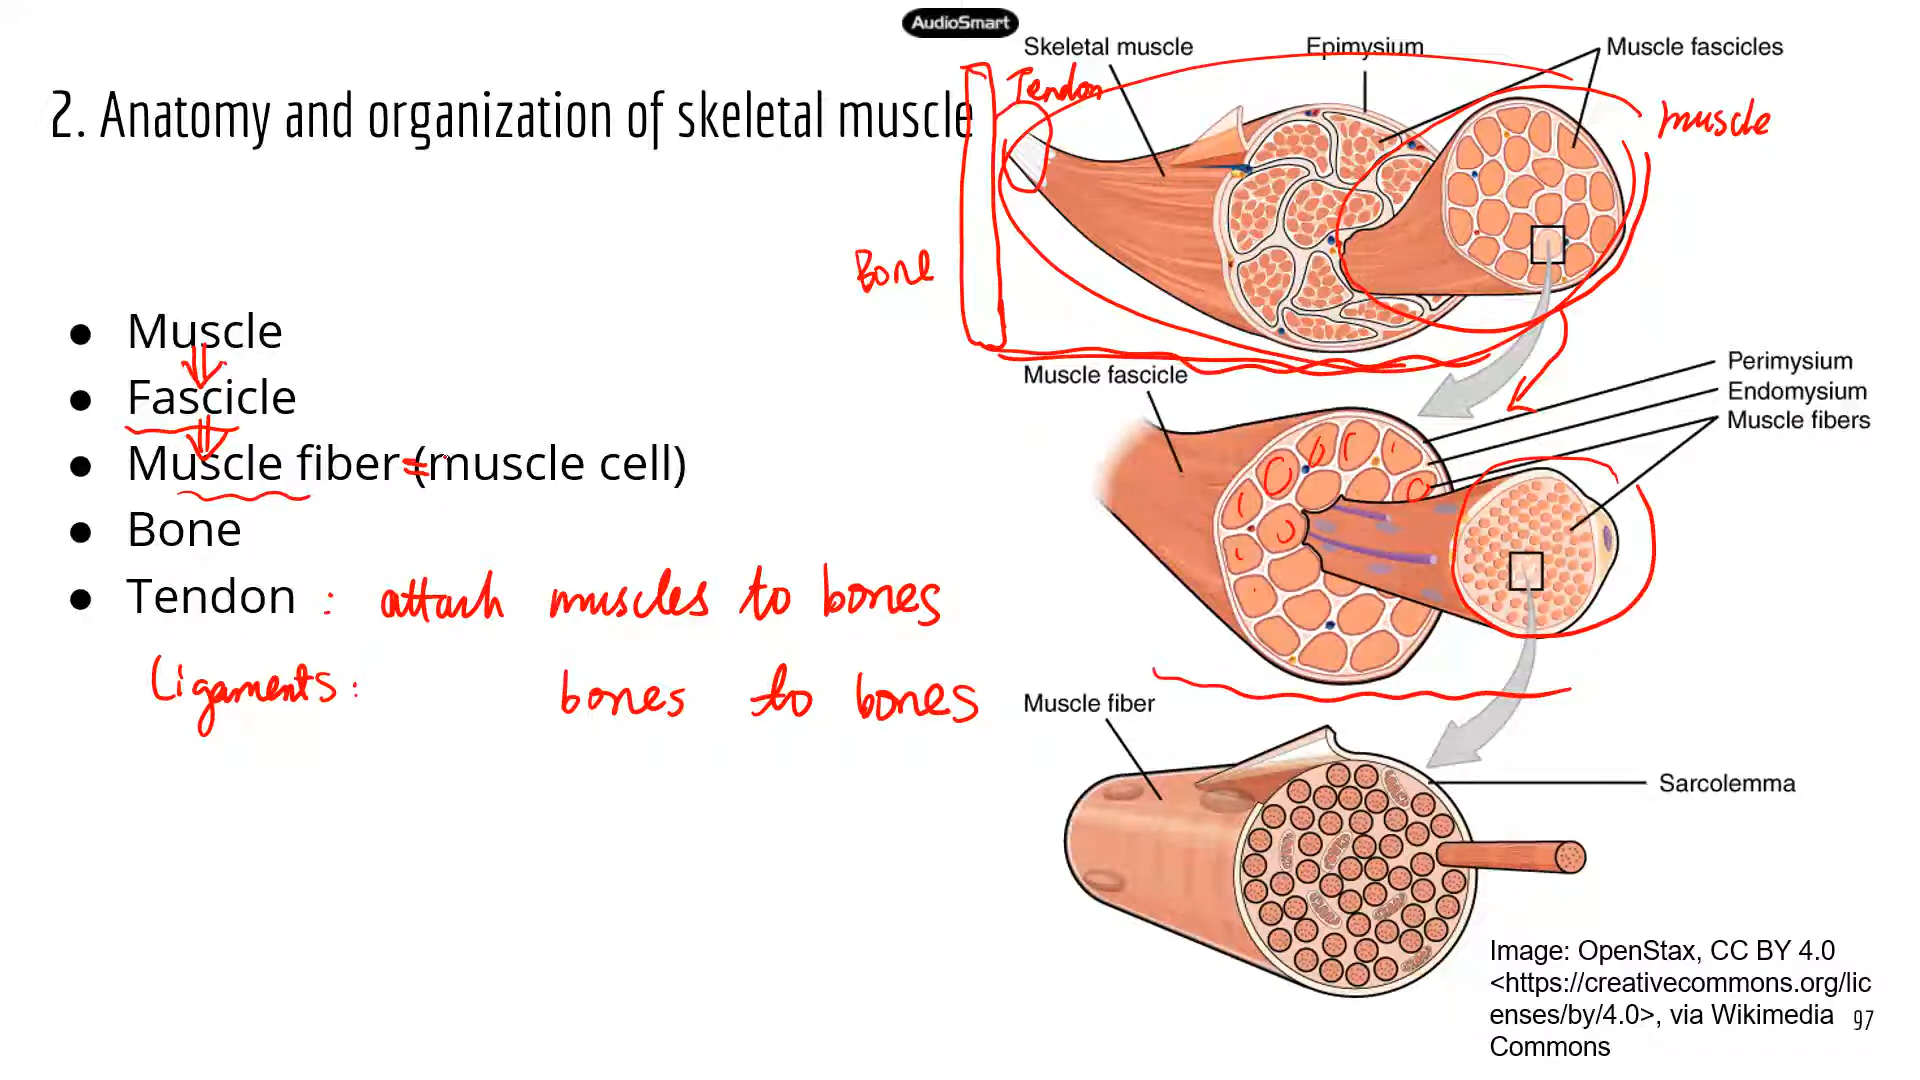 AudioSmart
2. Anatomy and organization of skeletal muscle
● Muscle
● Fascicle
● Muscle fiber = (muscle cell)
● Bone
● Tendon : attach muscles to bones
Ligaments: bones to bones
Skeletal muscle
Epimysium
Muscle fascicles
Tendon
muscle
Bone
Muscle fascicle
Perimysium
Endomysium
Muscle fibers
Muscle fiber
Sarcolemma
Image: OpenStax, CC BY 4.0
<https://creativecommons.org/lic
enses/by/4.0>, via Wikimedia
Commons
97